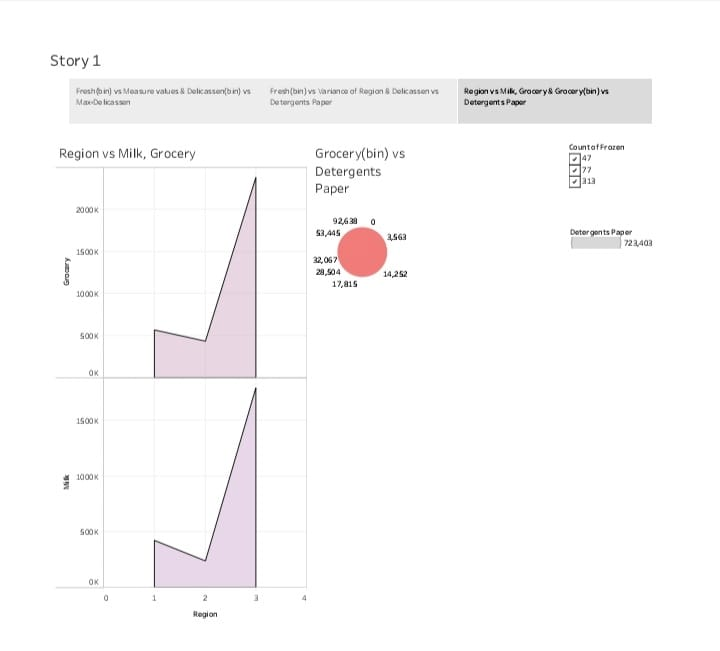 Story 1
Fresh(bin) vs Measure values & Delicassen(bin) vs
Max-Delicassen
Fresh(bin) vs Variance of Region & Delicassen vs
Detergents Paper
Region vs Milk, Grocery & Grocery(bin) vs
Detergents Paper
Region vs Milk, Grocery
Grocery
2000K
1500K
1000K
500K
0K
Milk
1500K
1000K
500K
0K
0
1
2
3
4
Region
Grocery(bin) vs
Detergents
Paper
92,638
0
53,445
3,563
32,067
28,504
14,252
17,815
Count of Frozen
47
77
313
Detergents Paper
723,403